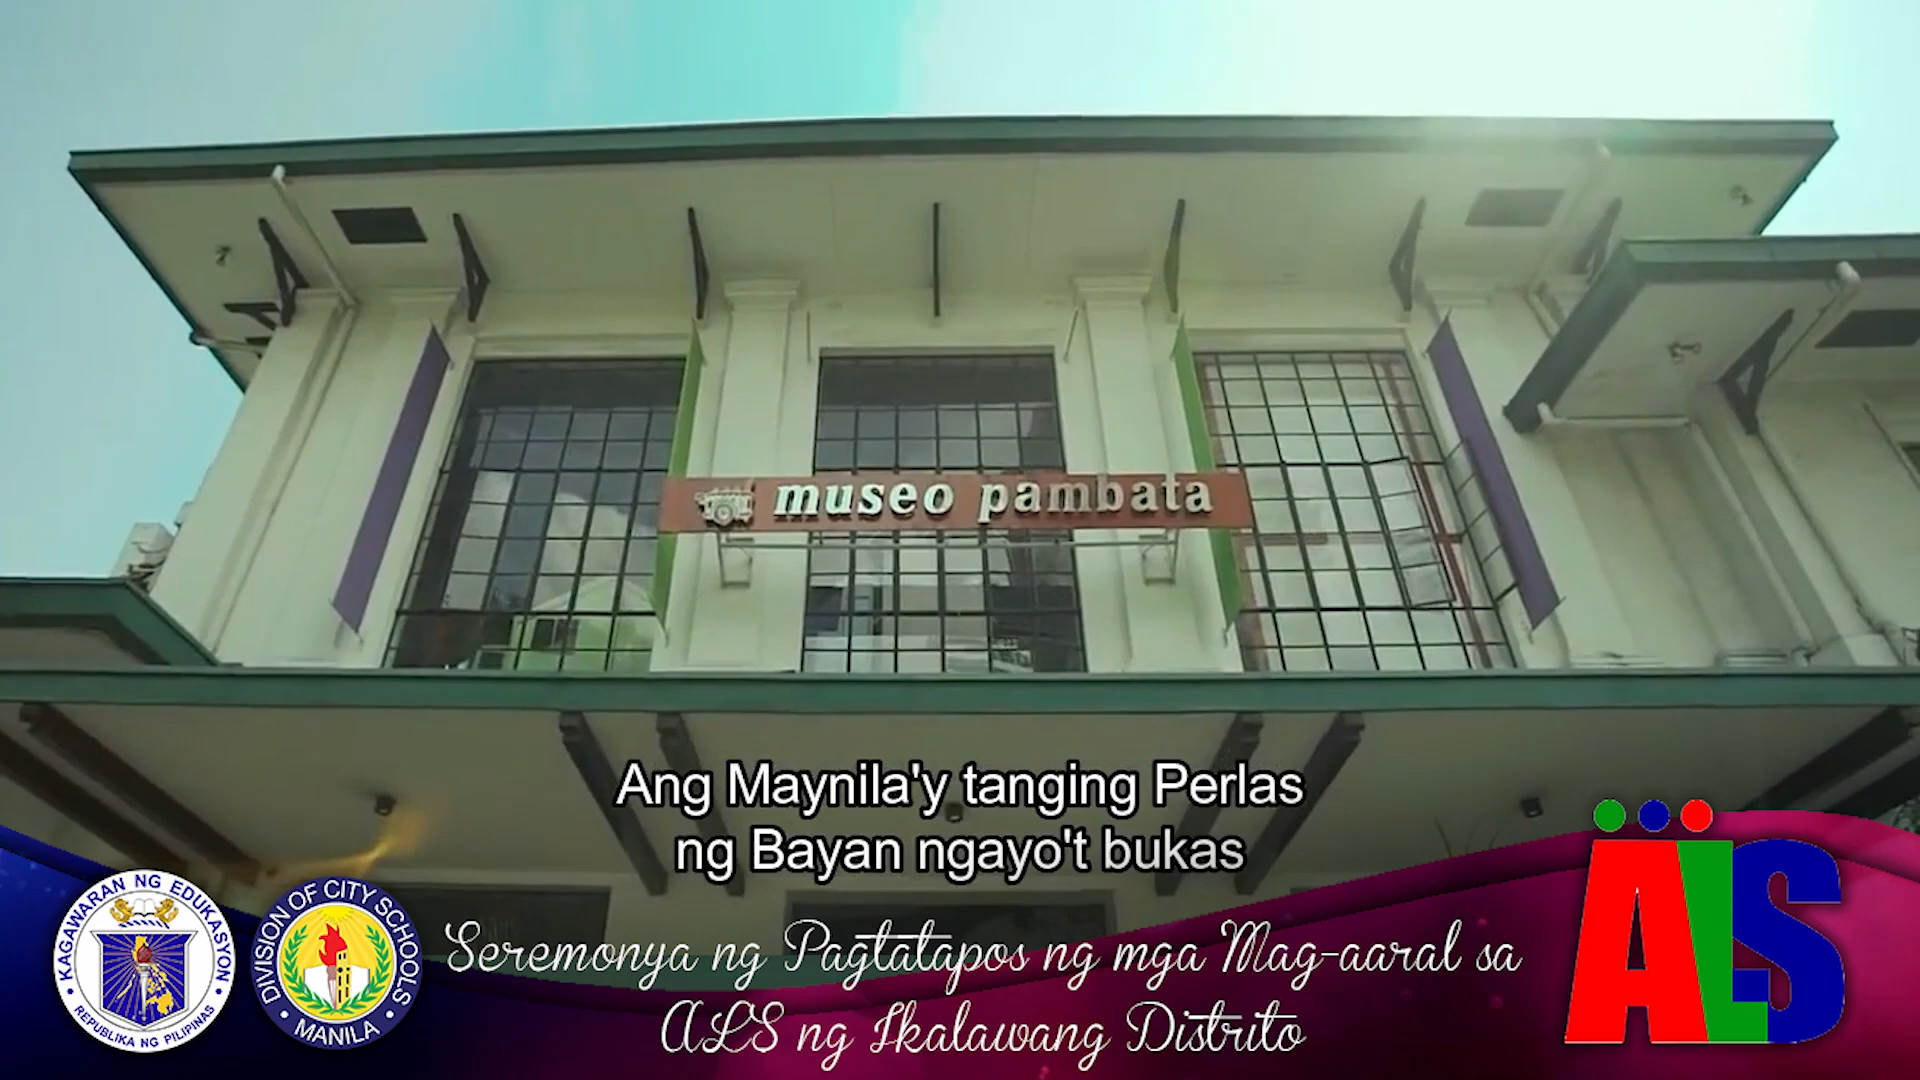 museo pambata
Ang Maynila'y tanging Perlas
ng Bayan ngayo't bukas
KAGAWARAN NG EDUKASYON
REPUBLIKA NG PILIPINAS
DIVISION OF CITY SCHOOLS
MANILA
Seremonya ng Pagtatapos ng mga Mag-aaral sa
ALS ng Ikalawang Distrito
ALS